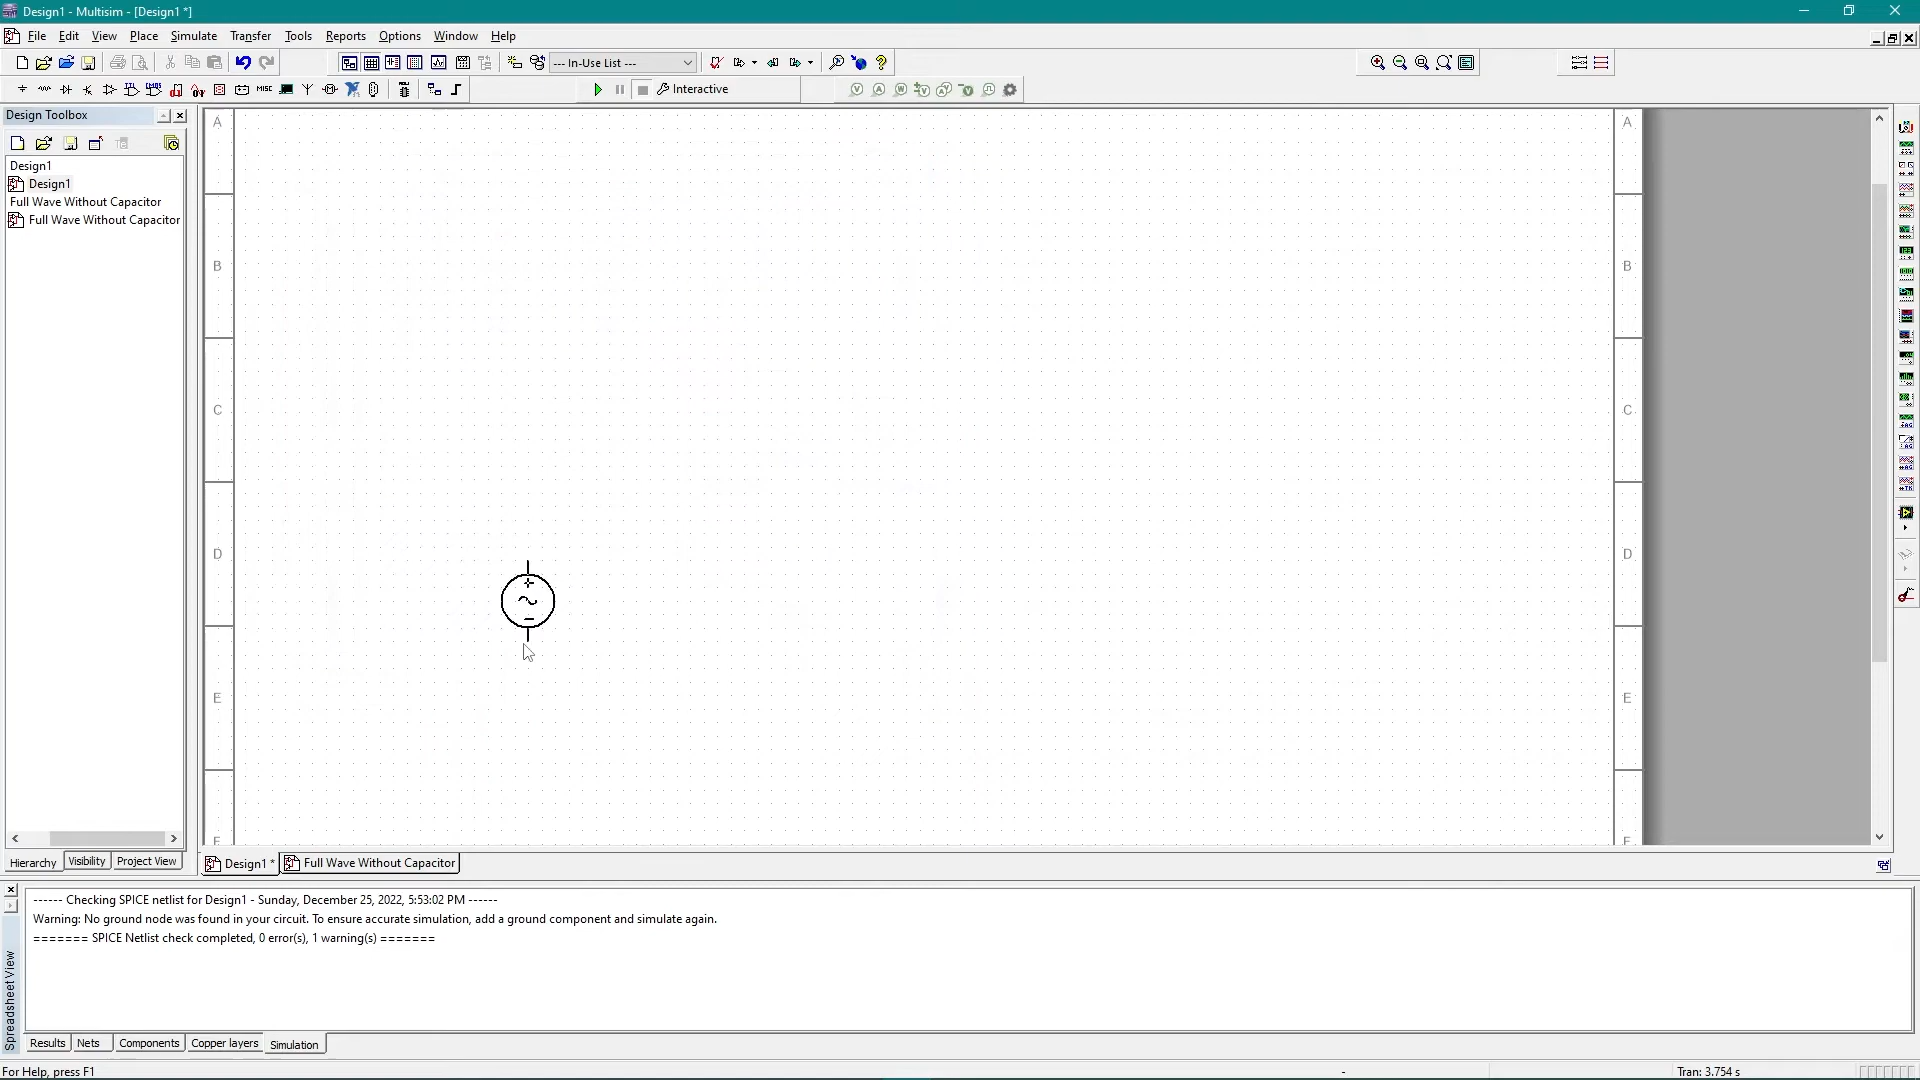 Design1 - Multisim - [Design1 *]
File Edit View Place Simulate Transfer Tools Reports Options Window Help
--- In-Use List ---
Interactive
Design Toolbox
Design1
Design1
Full Wave Without Capacitor
Full Wave Without Capacitor
A A
B B
C C
D D
E E
Hierarchy Visibility Project View
Design1 * Full Wave Without Capacitor
------ Checking SPICE netlist for Design1 - Sunday, December 25, 2022, 5:53:02 PM ------
Warning: No ground node was found in your circuit. To ensure accurate simulation, add a ground component and simulate again.
======= SPICE Netlist check completed, 0 error(s), 1 warning(s) =======
Spreadsheet View
Results Nets Components Copper layers Simulation
For Help, press F1 - Tran: 3.754 s